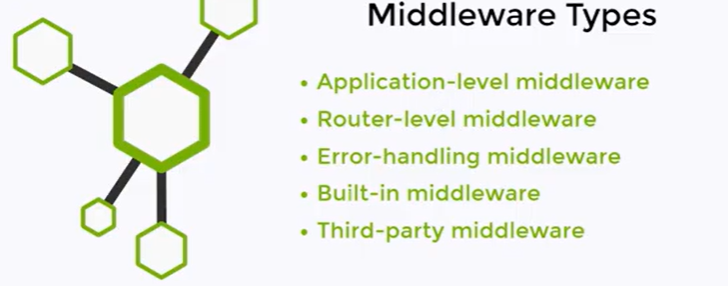 Middleware Types
• Application-level middleware
• Router-level middleware
• Error-handling middleware
• Built-in middleware
• Third-party middleware